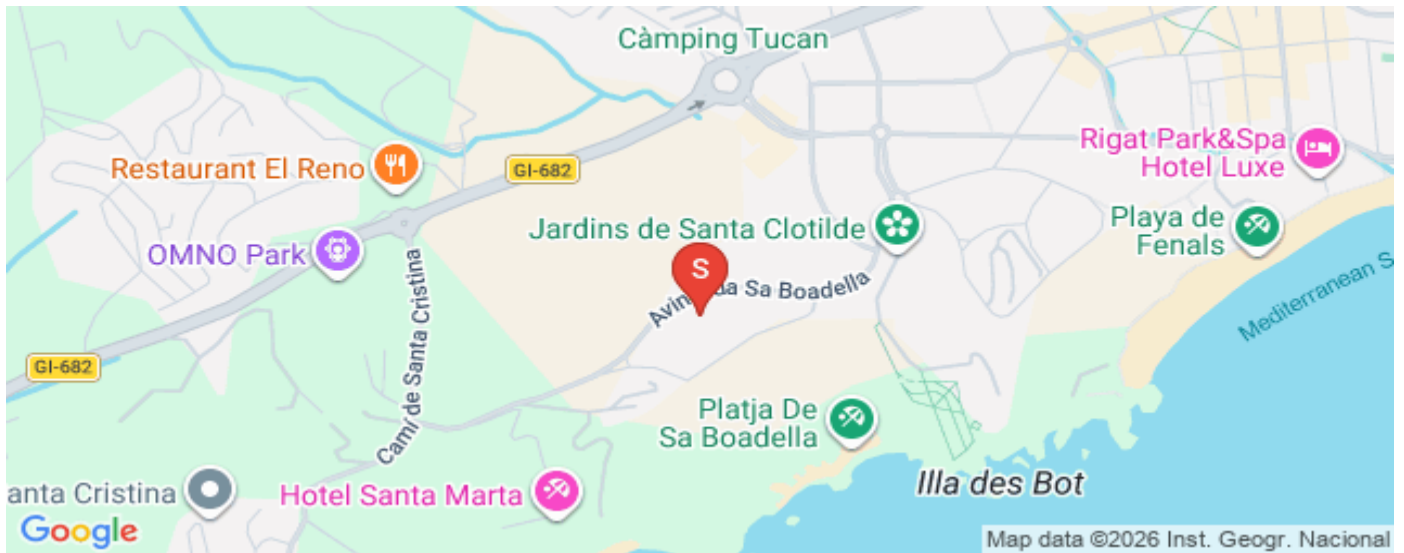 Càmping Tucan
Rigat Park&Spa
Hotel Luxe
Restaurant El Reno
GI-682
Jardins de Santa Clotilde
Playa de
Fenals
OMNO Park
S
Sa Boadella
Mediterranean S
Camí de Santa Cristina
GI-682
Platja De
Sa Boadella
Illa des Bot
anta Cristina
Hotel Santa Marta
Google
Map data ©2026 Inst. Geogr. Nacional